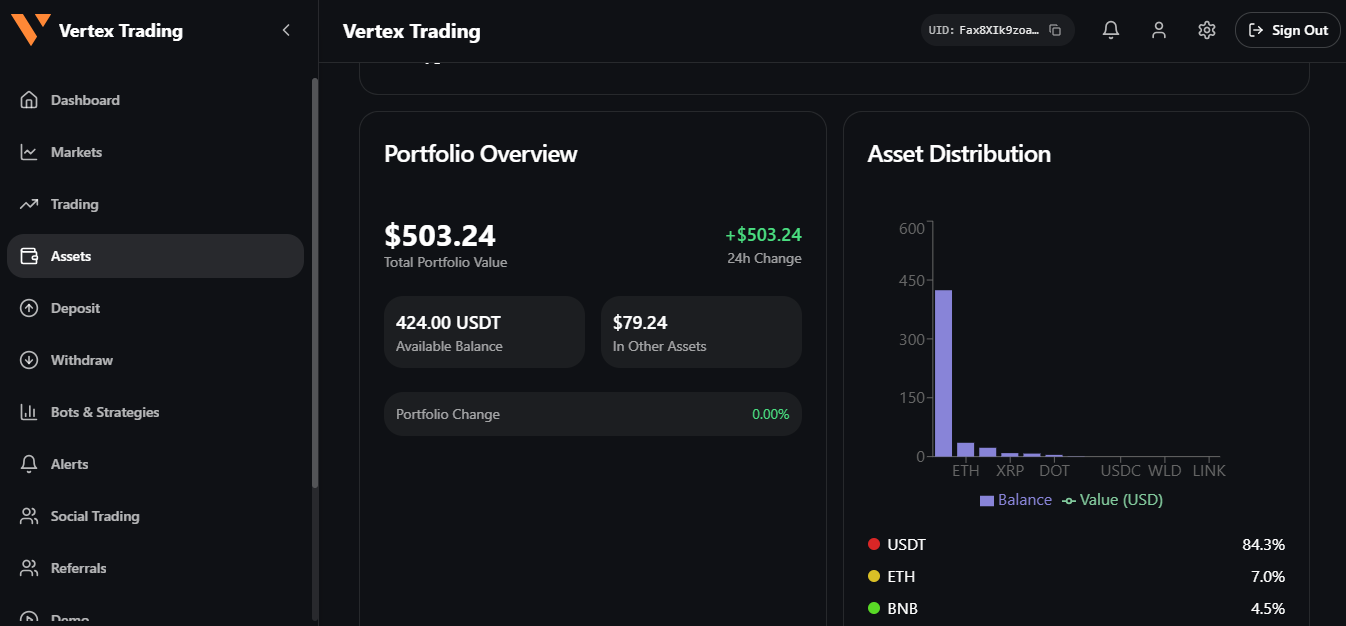 Vertex Trading
Vertex Trading
UID: Fax8XIk9zoa…
Sign Out
Dashboard
Markets
Trading
Assets
Deposit
Withdraw
Bots & Strategies
Alerts
Social Trading
Referrals
Demo
Portfolio Overview
$503.24
+$503.24
Total Portfolio Value
24h Change
424.00 USDT
Available Balance
$79.24
In Other Assets
Portfolio Change
0.00%
Asset Distribution
600
450
300
150
0
ETH XRP DOT USDC WLD LINK
Balance Value (USD)
USDT 84.3%
ETH 7.0%
BNB 4.5%